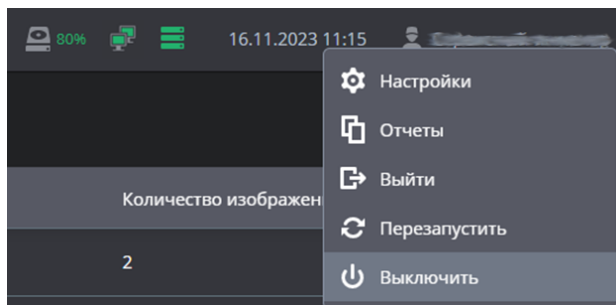 80%
16.11.2023 11:15
Настройки
Отчеты
Выйти
Перезапустить
Выключить
Количество изображен
2